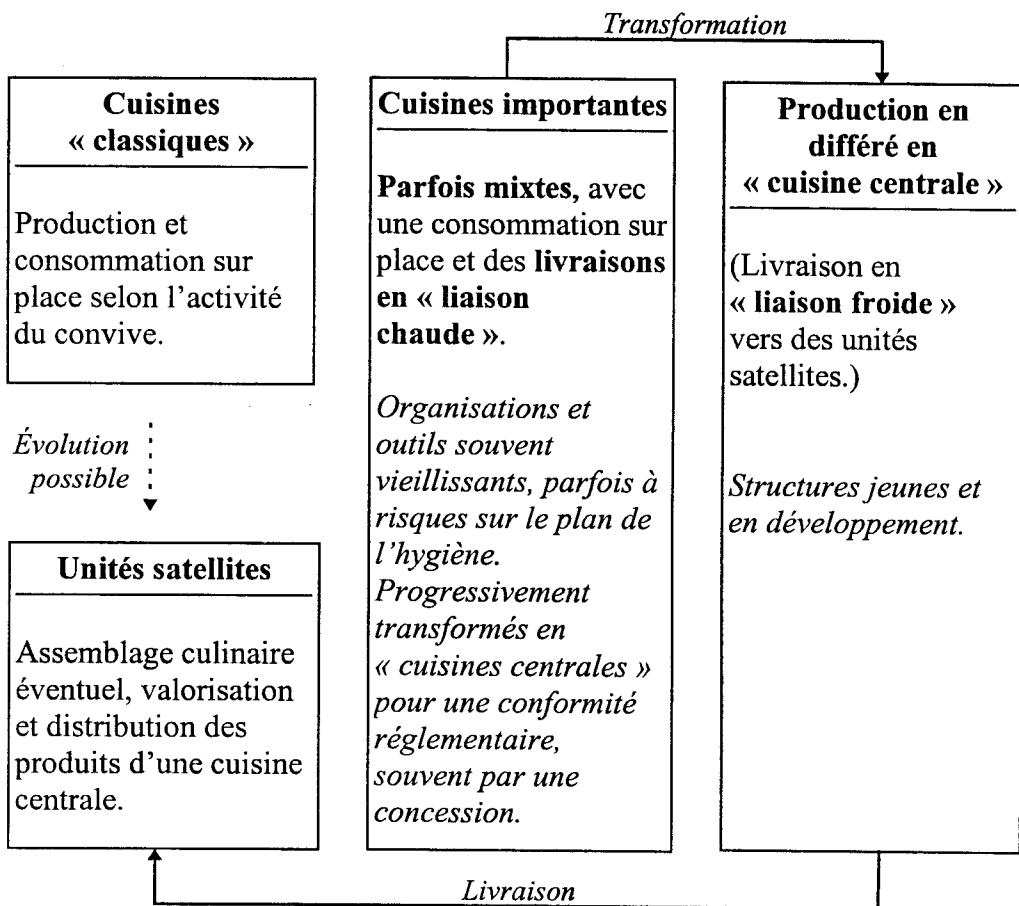 Transformation
Cuisines
« classiques »
Production et
consommation sur
place selon l’activité
du convive.
Évolution
possible
Unités satellites
Assemblage culinaire
éventuel, valorisation
et distribution des
produits d’une cuisine
centrale.
Cuisines importantes
Parfois mixtes, avec
une consommation sur
place et des livraisons
en « liaison
chaude ».
Organisations et
outils souvent
vieillissants, parfois à
risques sur le plan de
l’hygiène.
Progressivement
transformés en
« cuisines centrales »
pour une conformité
réglementaire,
souvent par une
concession.
Production en
différé en
« cuisine centrale »
(Livraison en
« liaison froide »
vers des unités
satellites.)
Structures jeunes et
en développement.
Livraison